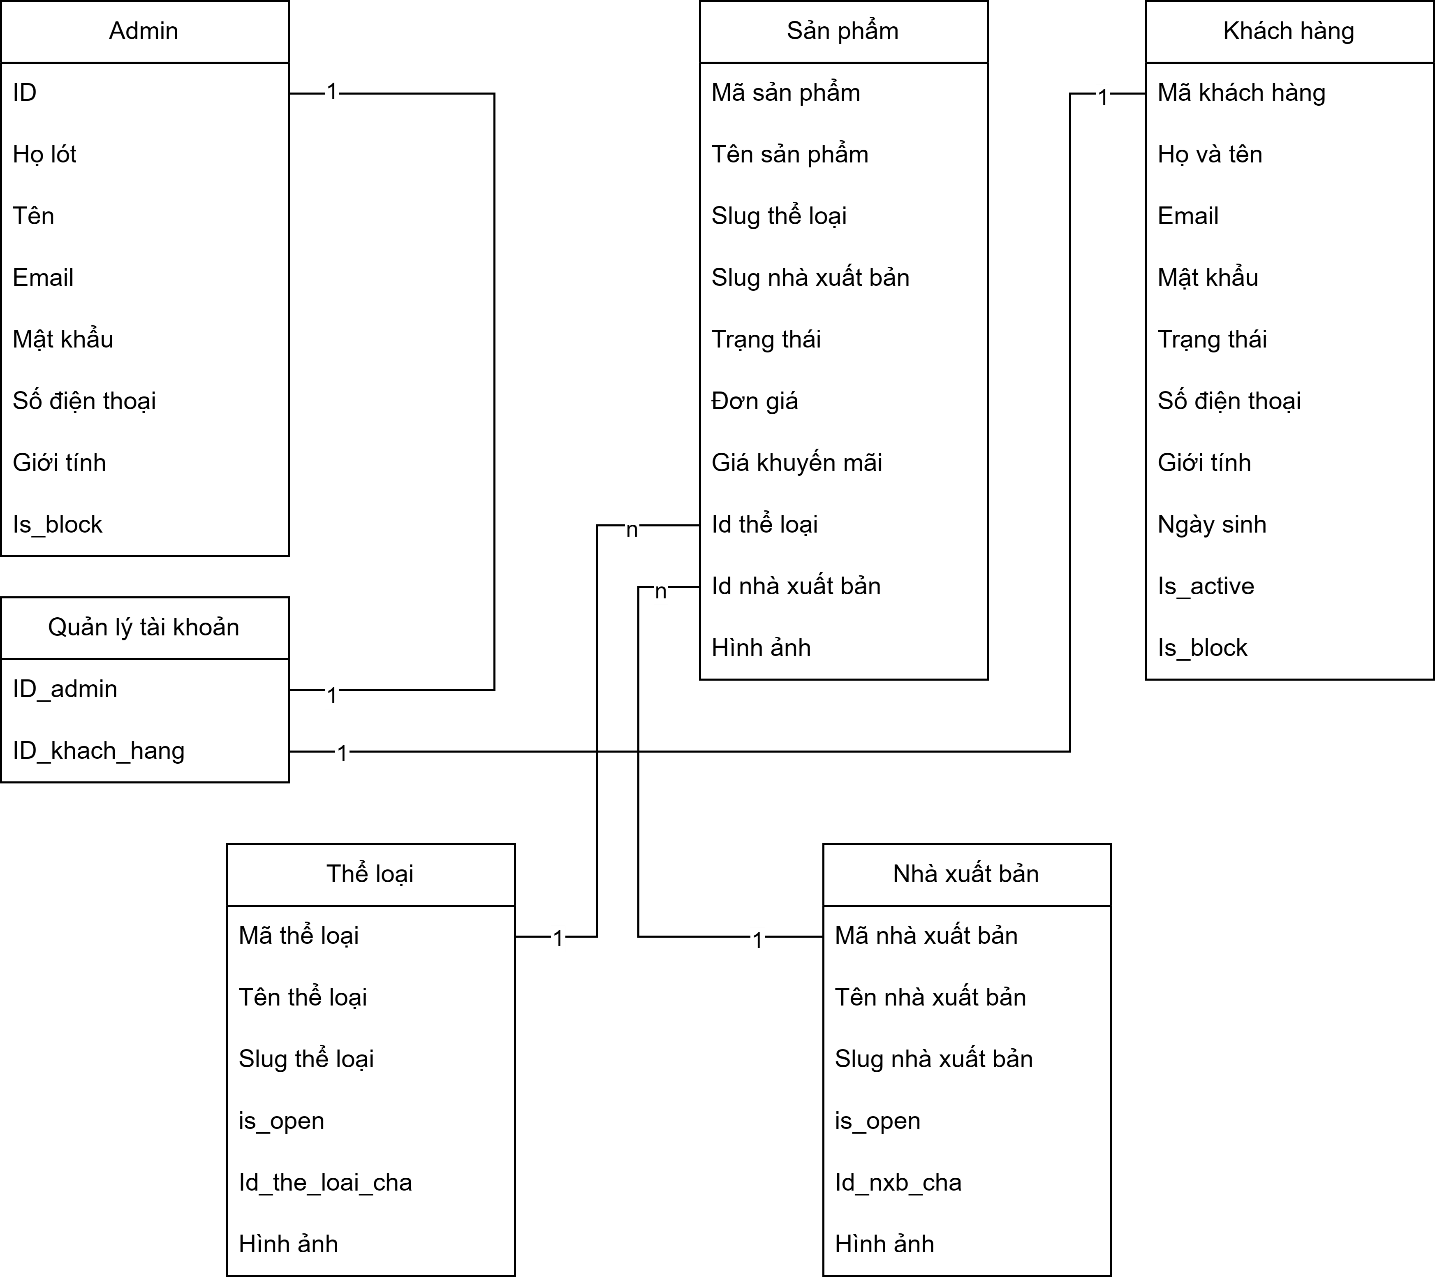 Admin
ID
Họ lót
Tên
Email
Mật khẩu
Số điện thoại
Giới tính
Is_block
1
1
Quản lý tài khoản
ID_admin
ID_khach_hang
1
Sản phẩm
Mã sản phẩm
Tên sản phẩm
Slug thể loại
Slug nhà xuất bản
Trạng thái
Đơn giá
Giá khuyến mãi
Id thể loại
Id nhà xuất bản
Hình ảnh
n
n
Khách hàng
Mã khách hàng
Họ và tên
Email
Mật khẩu
Trạng thái
Số điện thoại
Giới tính
Ngày sinh
Is_active
Is_block
1
Thể loại
Mã thể loại
Tên thể loại
Slug thể loại
is_open
Id_the_loai_cha
Hình ảnh
1
Nhà xuất bản
Mã nhà xuất bản
Tên nhà xuất bản
Slug nhà xuất bản
is_open
Id_nxb_cha
Hình ảnh
1